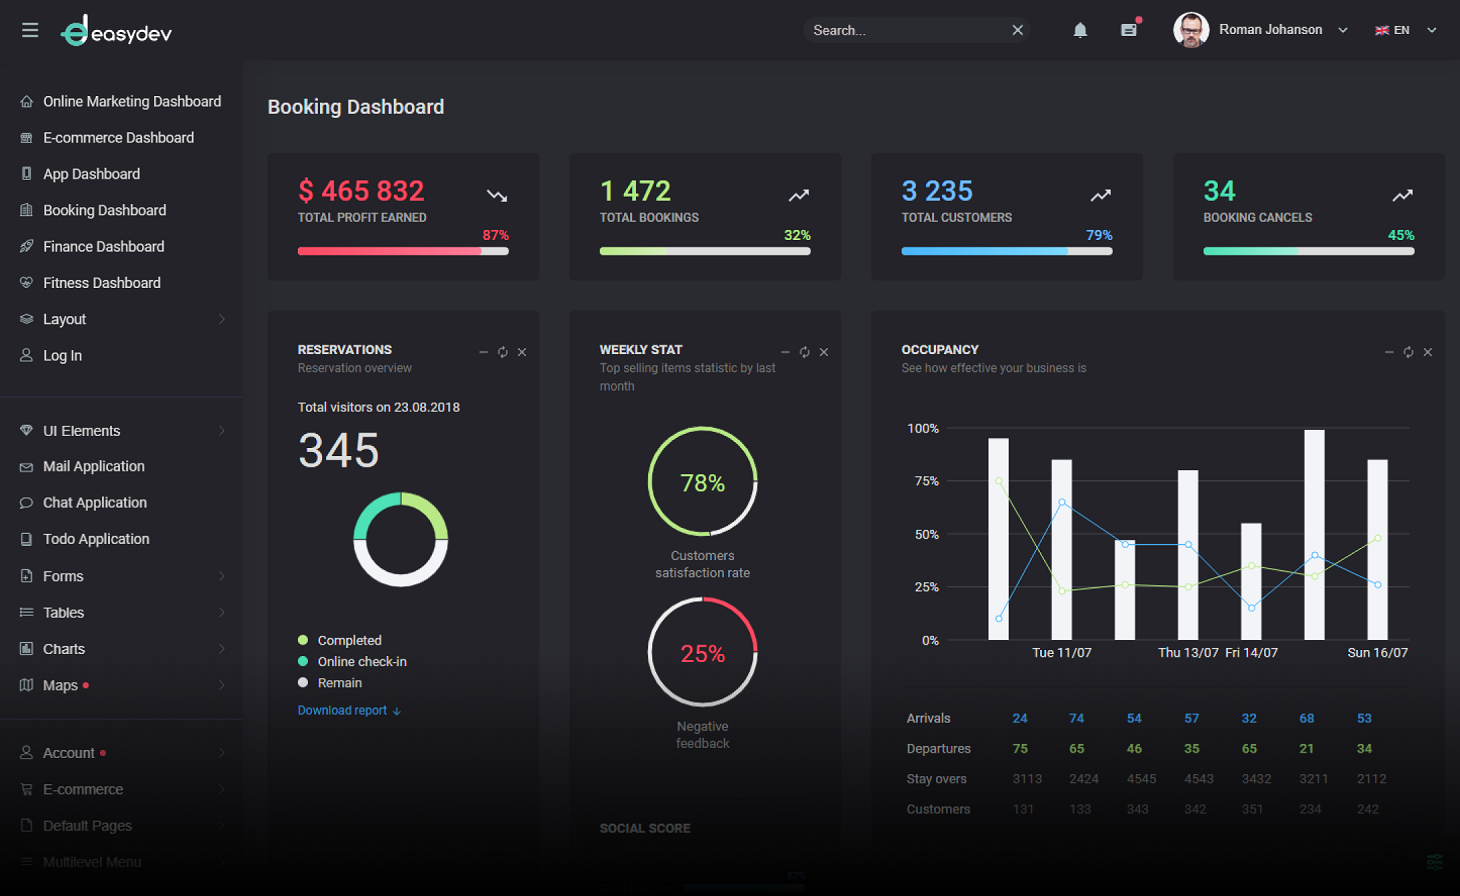 easydev
Search...
Roman Johanson
EN
Online Marketing Dashboard
E-commerce Dashboard
App Dashboard
Booking Dashboard
Finance Dashboard
Fitness Dashboard
Layout
Log In
UI Elements
Mail Application
Chat Application
Todo Application
Forms
Tables
Charts
Maps
Account
E-commerce
Default Pages
Multilevel Menu
Booking Dashboard
$ 465 832
TOTAL PROFIT EARNED
87%
1 472
TOTAL BOOKINGS
32%
3 235
TOTAL CUSTOMERS
79%
34
BOOKING CANCELS
45%
RESERVATIONS
Reservation overview
Total visitors on 23.08.2018
345
Completed
Online check-in
Remain
Download report ↓
WEEKLY STAT
Top selling items statistic by last
month
78%
Customers
satisfaction rate
25%
Negative
feedback
SOCIAL SCORE
87%
OCCUPANCY
See how effective your business is
100%
75%
50%
25%
0%
Tue 11/07 Thu 13/07 Fri 14/07 Sun 16/07
Arrivals 24 74 54 57 32 68 53
Departures 75 65 46 35 65 21 34
Stay overs 3113 2424 4545 4543 3432 3211 2112
Customers 131 133 343 342 351 234 242